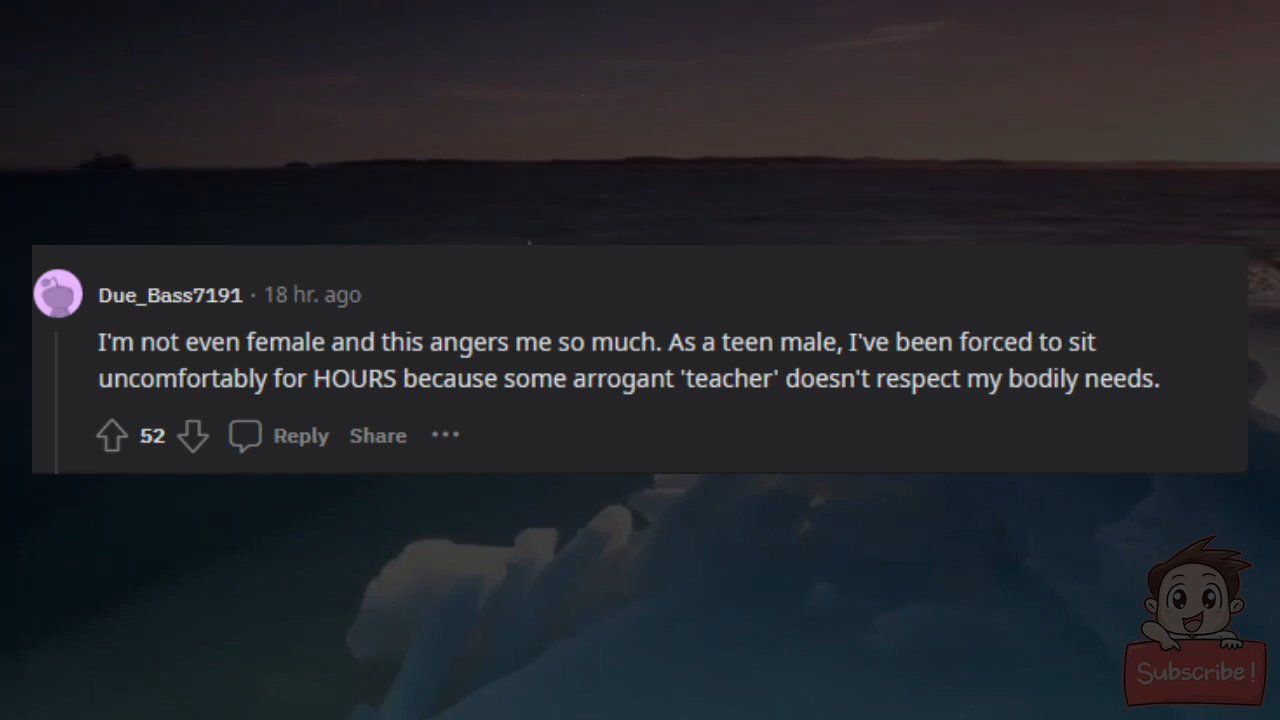 Due_Bass7191 · 18 hr. ago
I'm not even female and this angers me so much. As a teen male, I've been forced to sit
uncomfortably for HOURS because some arrogant 'teacher' doesn't respect my bodily needs.
52 Reply Share ···
Subscribe!